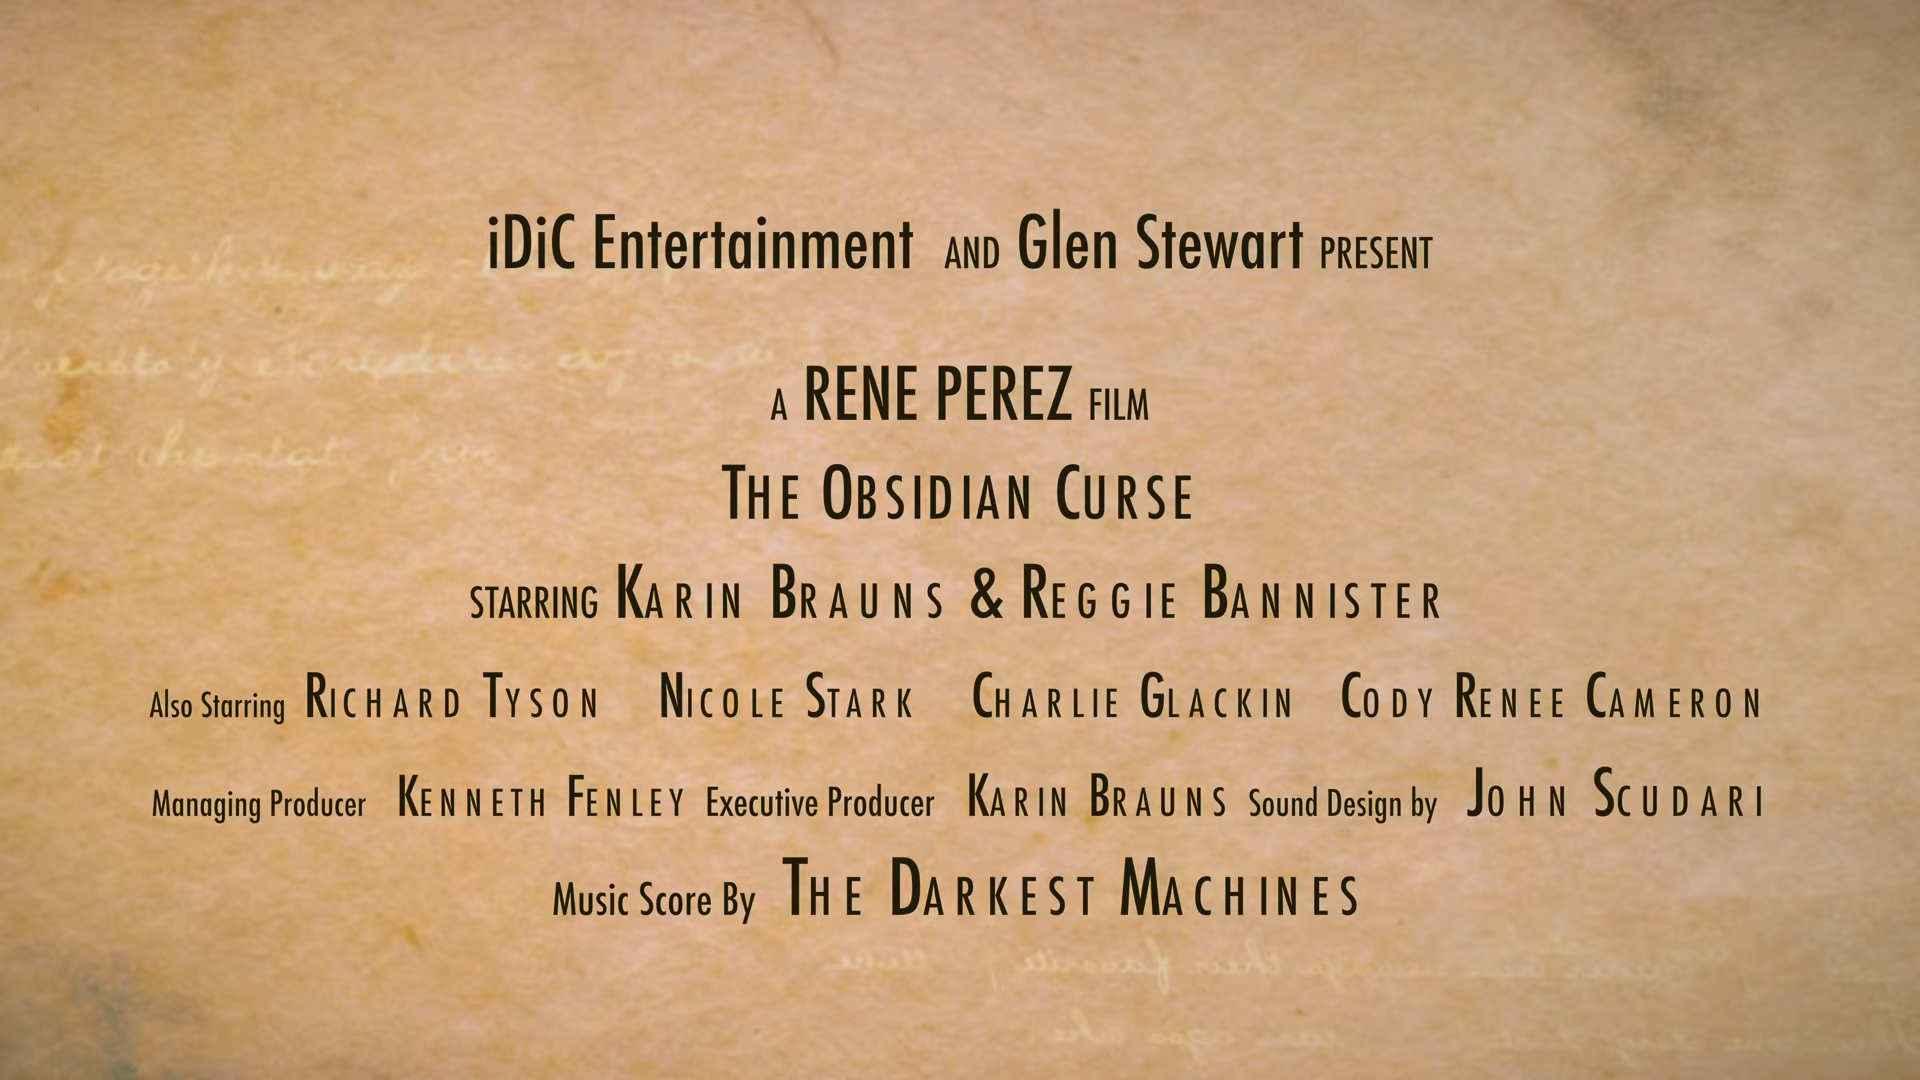 iDiC Entertainment AND Glen Stewart PRESENT
A RENE PEREZ FILM
THE OBSIDIAN CURSE
STARRING KARIN BRAUNS & REGGIE BANNISTER
Also Starring RICHARD TYSON NICOLE STARK CHARLIE GLACKIN CODY RENEE CAMERON
Managing Producer KENNETH FENLEY Executive Producer KARIN BRAUNS Sound Design by JOHN SCUDARI
Music Score By THE DARKEST MACHINES